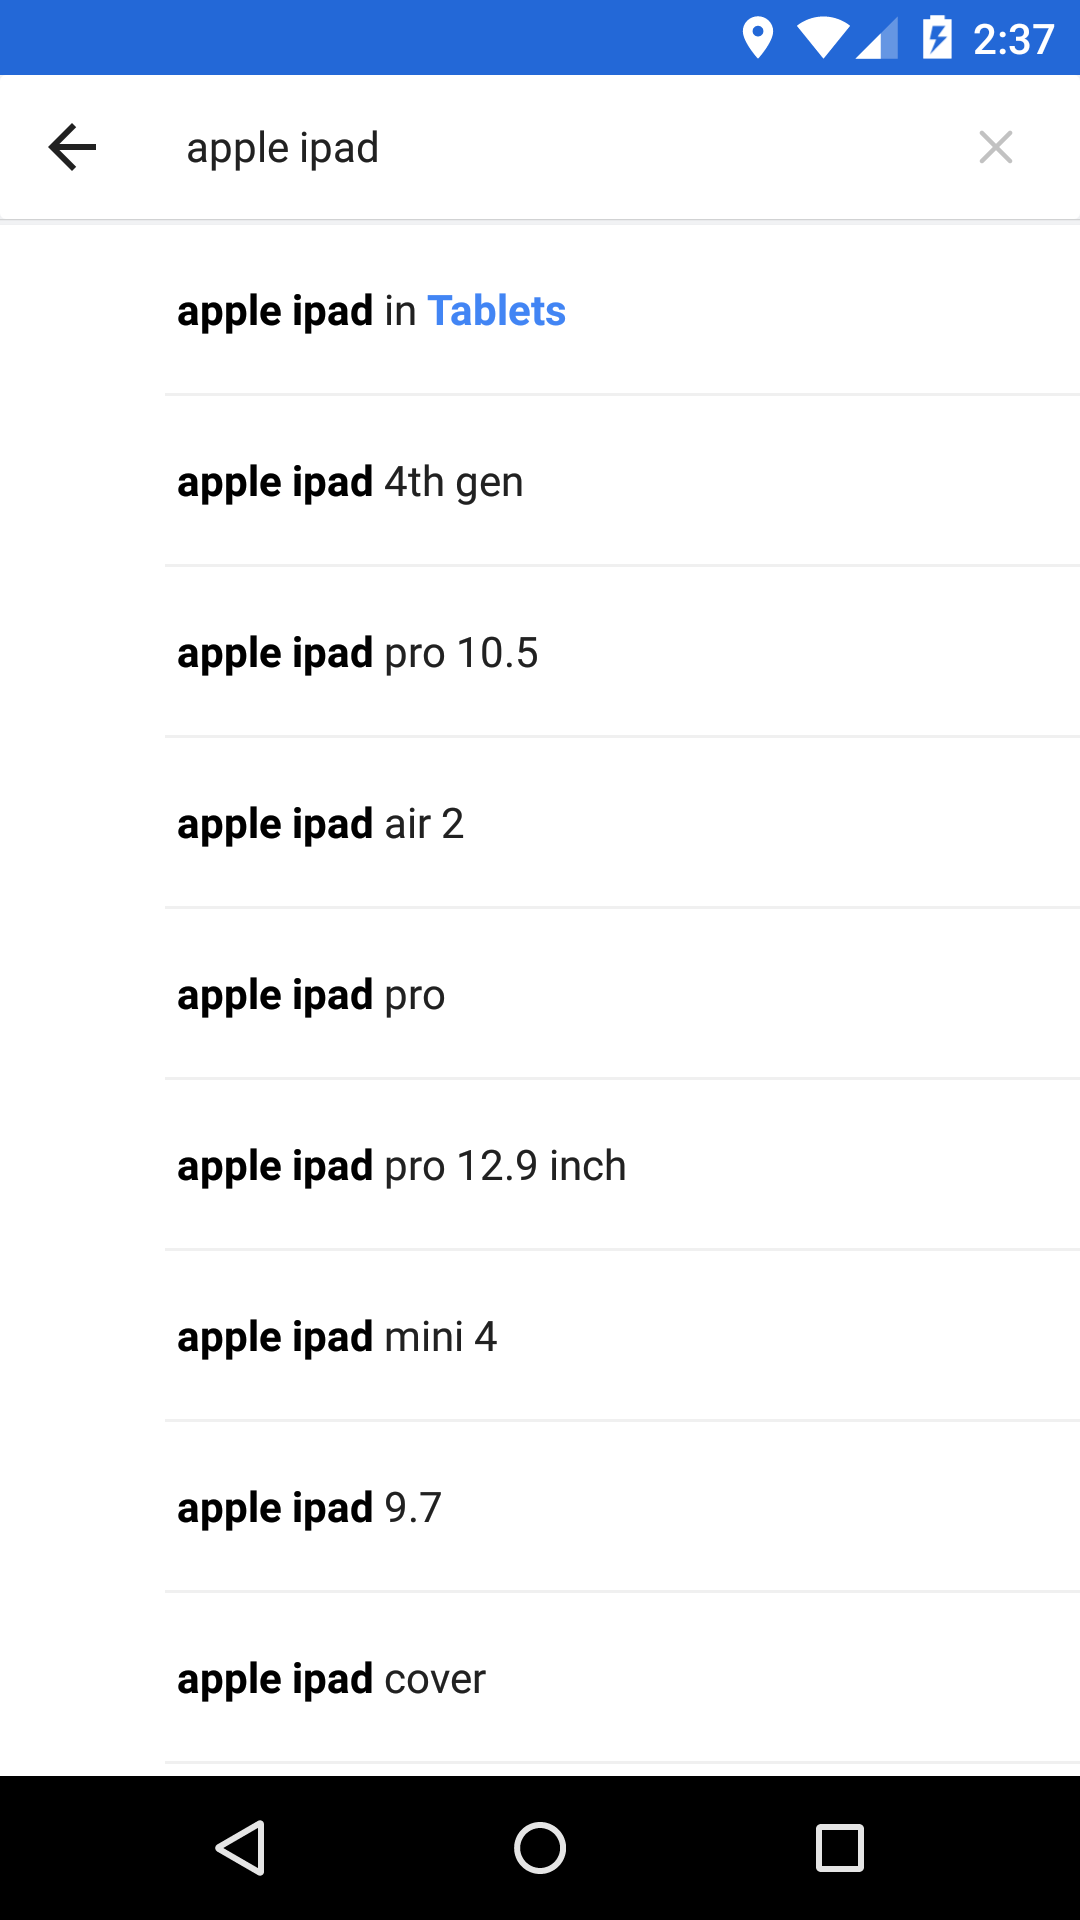 2:37
apple ipad
apple ipad in Tablets
apple ipad 4th gen
apple ipad pro 10.5
apple ipad air 2
apple ipad pro
apple ipad pro 12.9 inch
apple ipad mini 4
apple ipad 9.7
apple ipad cover